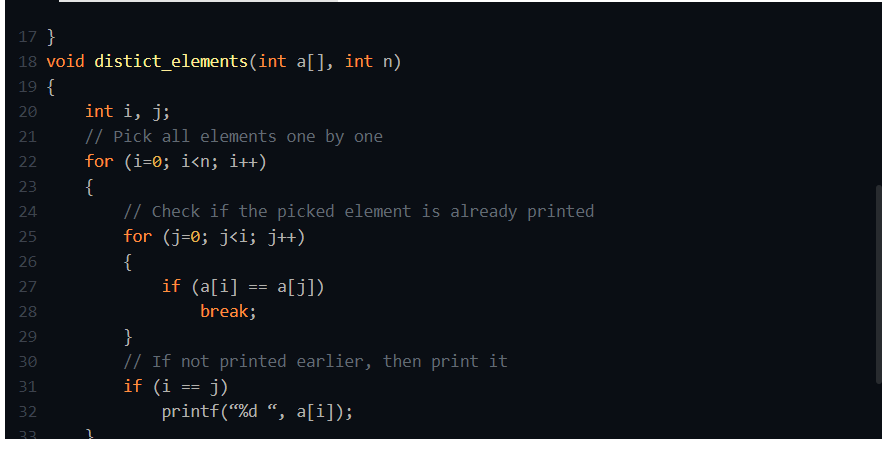 17 }
18 void distict_elements(int a[], int n)
19 {
20     int i, j;
21     // Pick all elements one by one
22     for (i=0; i<n; i++)
23     {
24         // Check if the picked element is already printed
25         for (j=0; j<i; j++)
26         {
27             if (a[i] == a[j])
28                 break;
29         }
30         // If not printed earlier, then print it
31         if (i == j)
32             printf(“%d “, a[i]);
33     }